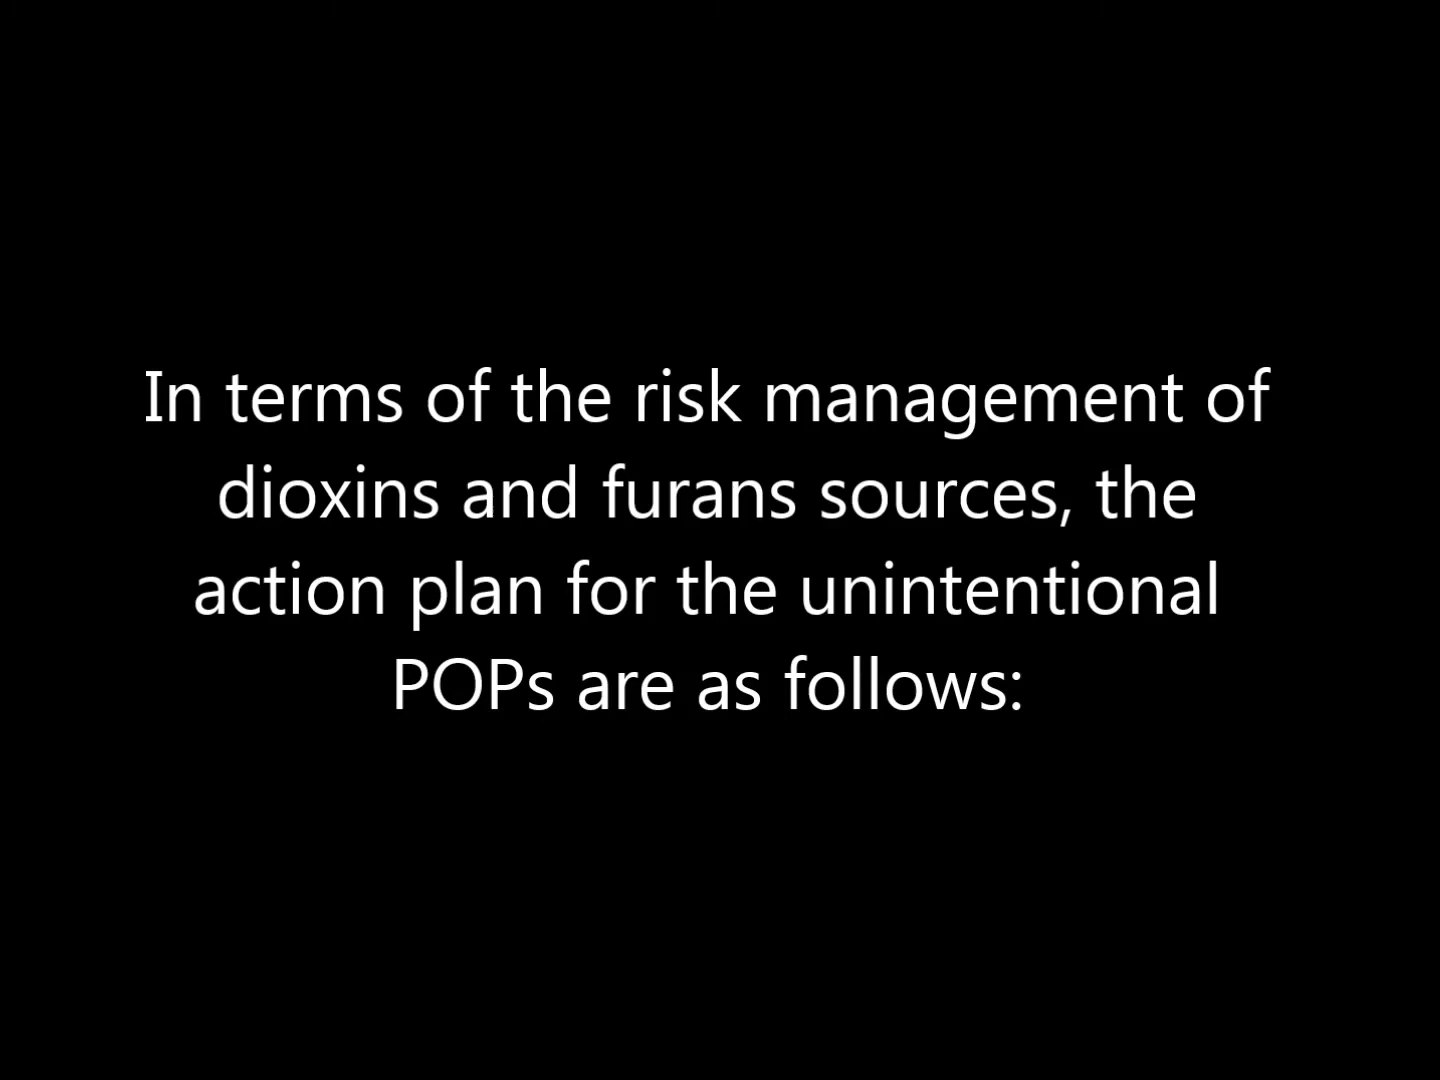 In terms of the risk management of
dioxins and furans sources, the
action plan for the unintentional
POPs are as follows: